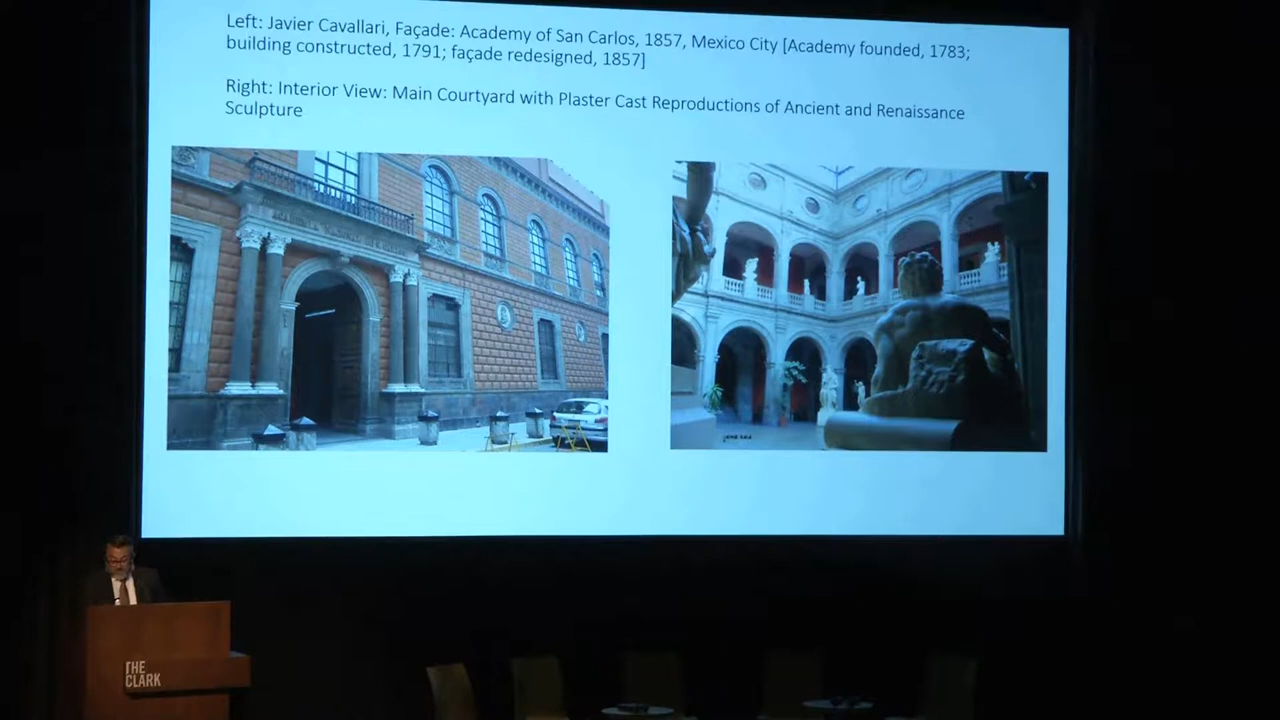 Left: Javier Cavallari, Façade: Academy of San Carlos, 1857, Mexico City [Academy founded, 1783;
building constructed, 1791; façade redesigned, 1857]
Right: Interior View: Main Courtyard with Plaster Cast Reproductions of Ancient and Renaissance
Sculpture
THE
CLARK